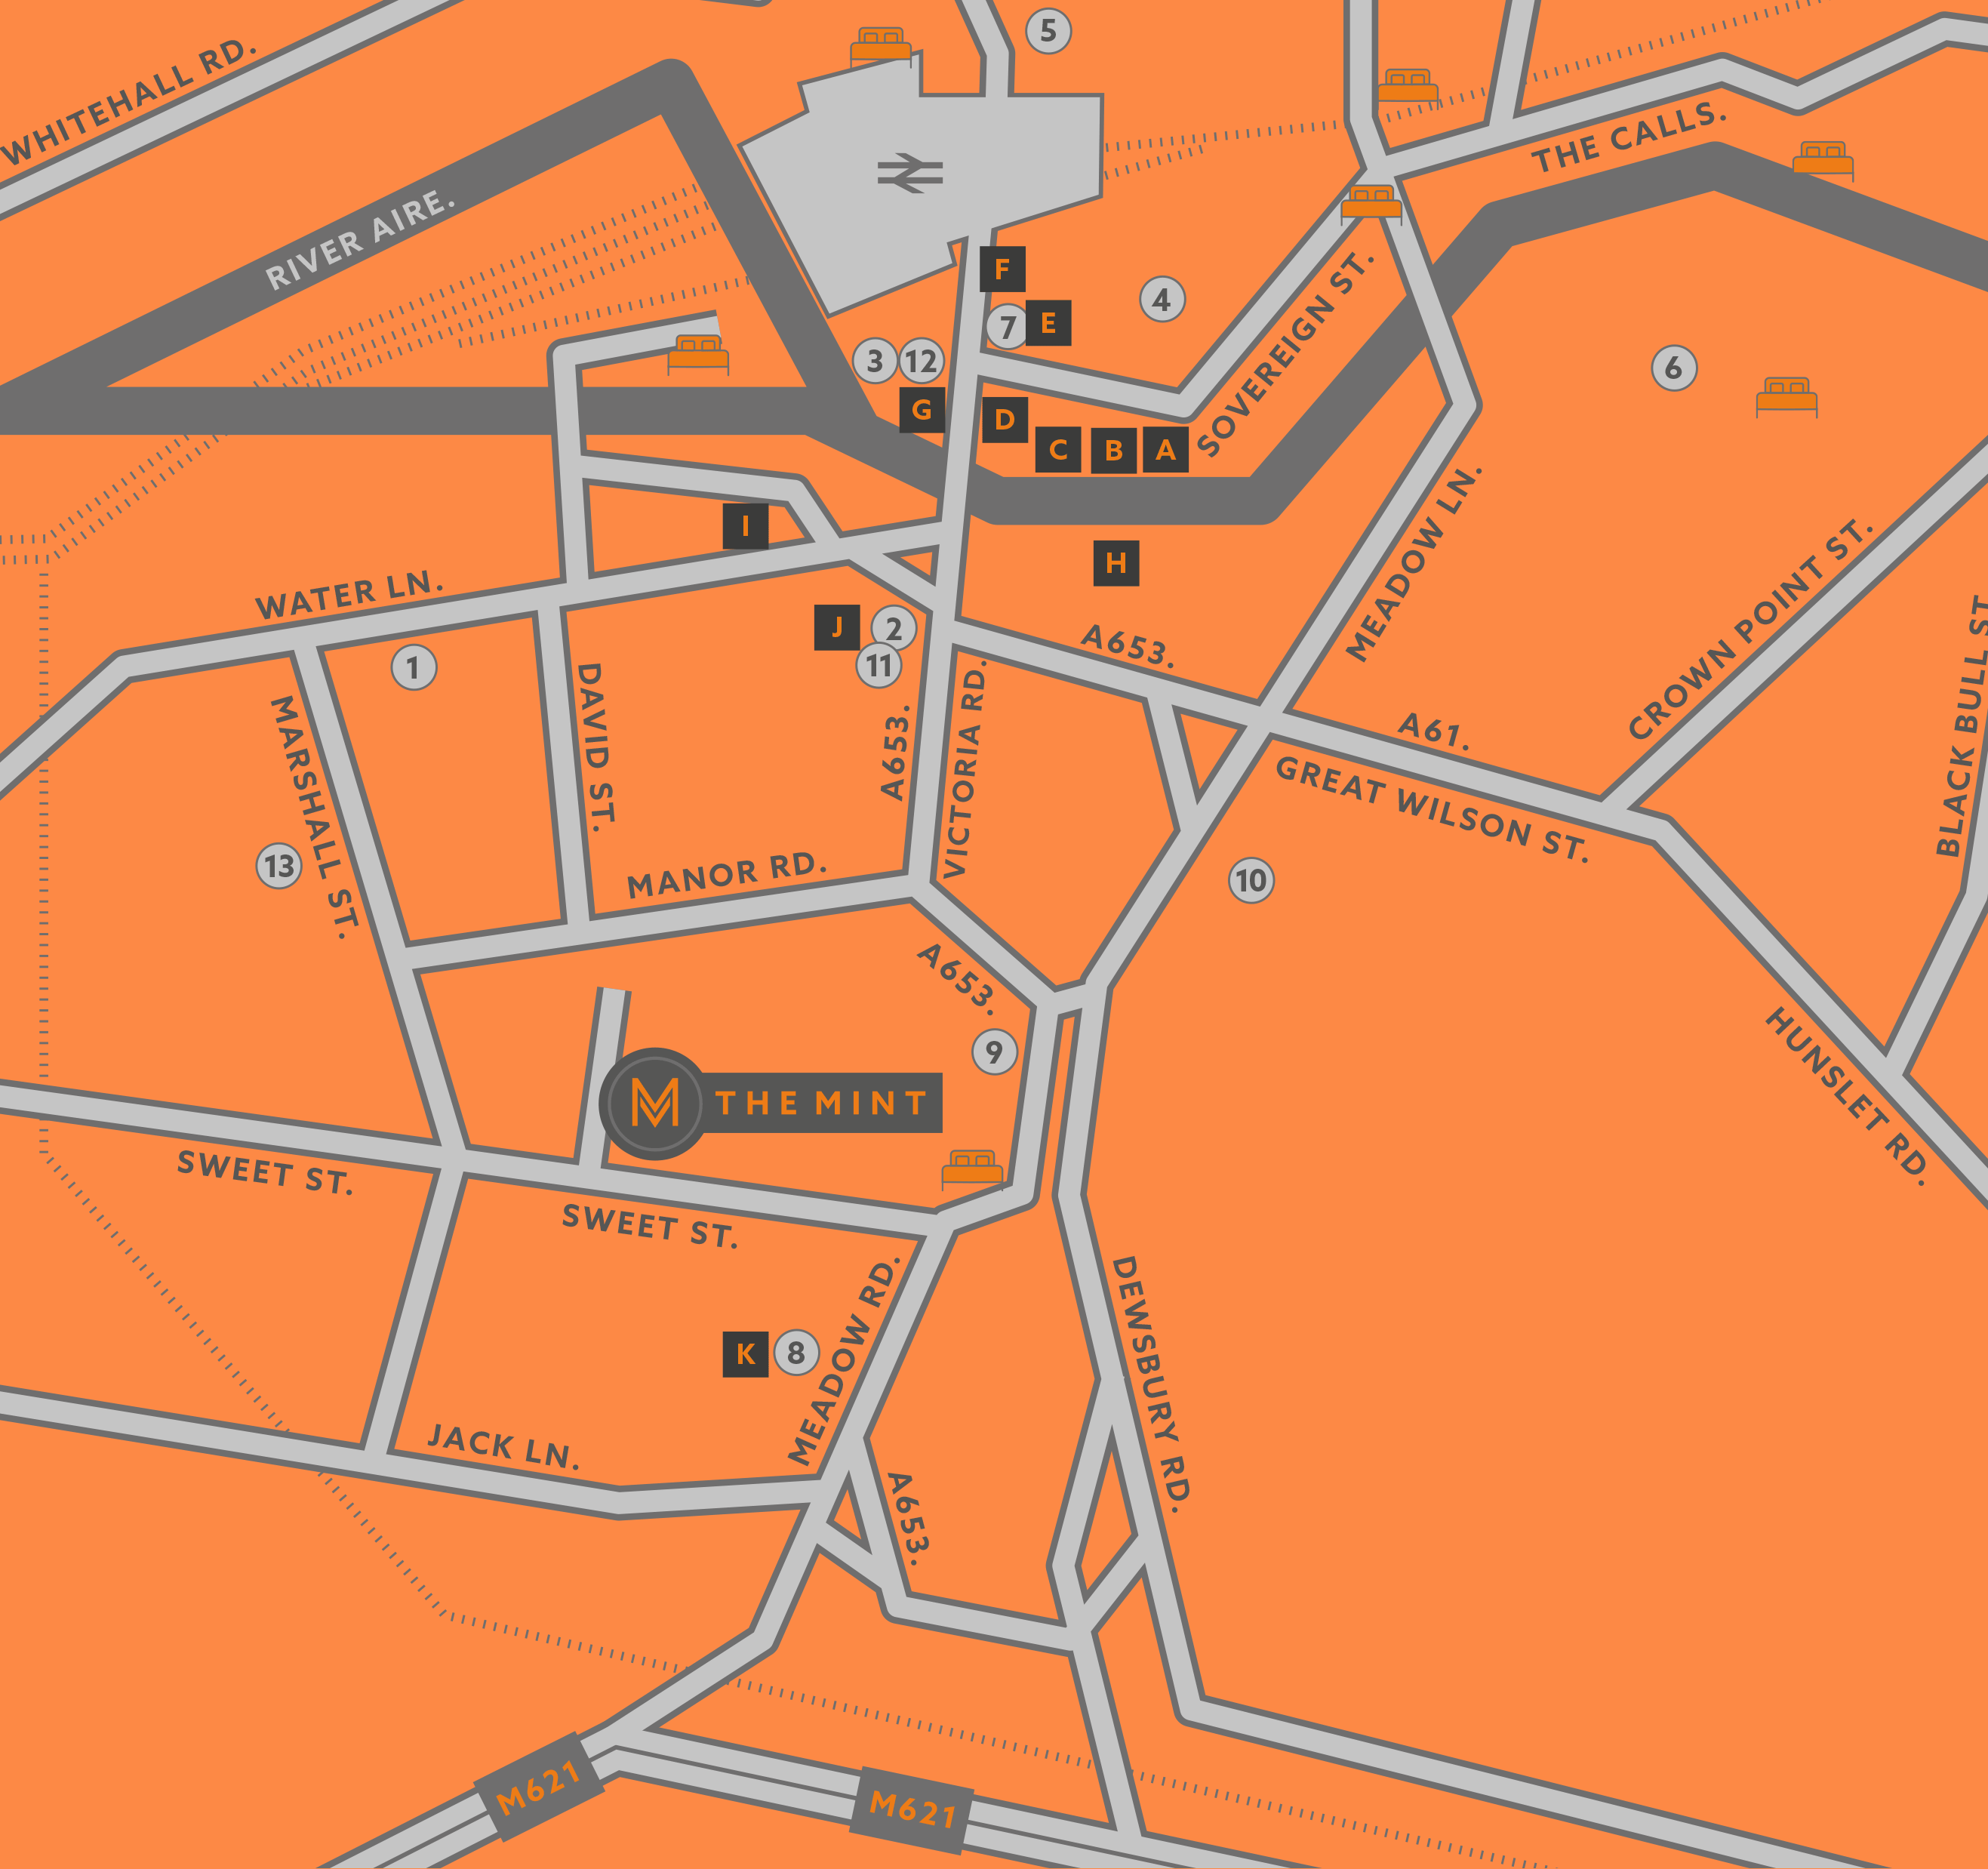 5
WHITEHALL RD.
THE CALLS.
RIVER AIRE.
F
4
SOVEREIGN ST.
7
E
3
12
6
G
D
C
B
A
MEADOW LN.
I
CROWN POINT ST.
H
WATER LN.
J
2
11
1
A653.
BLACK BULL ST
DAVID ST.
MARSHALL ST.
A653.
VICTORIA RD.
A61.
GREAT WILSON ST.
13
MANOR RD.
10
A653.
9
HUNSLET RD.
M
THE MINT
SWEET ST.
SWEET ST.
MEADOW RD.
DEWSBURY RD.
K
8
JACK LN.
A653.
M621
M621